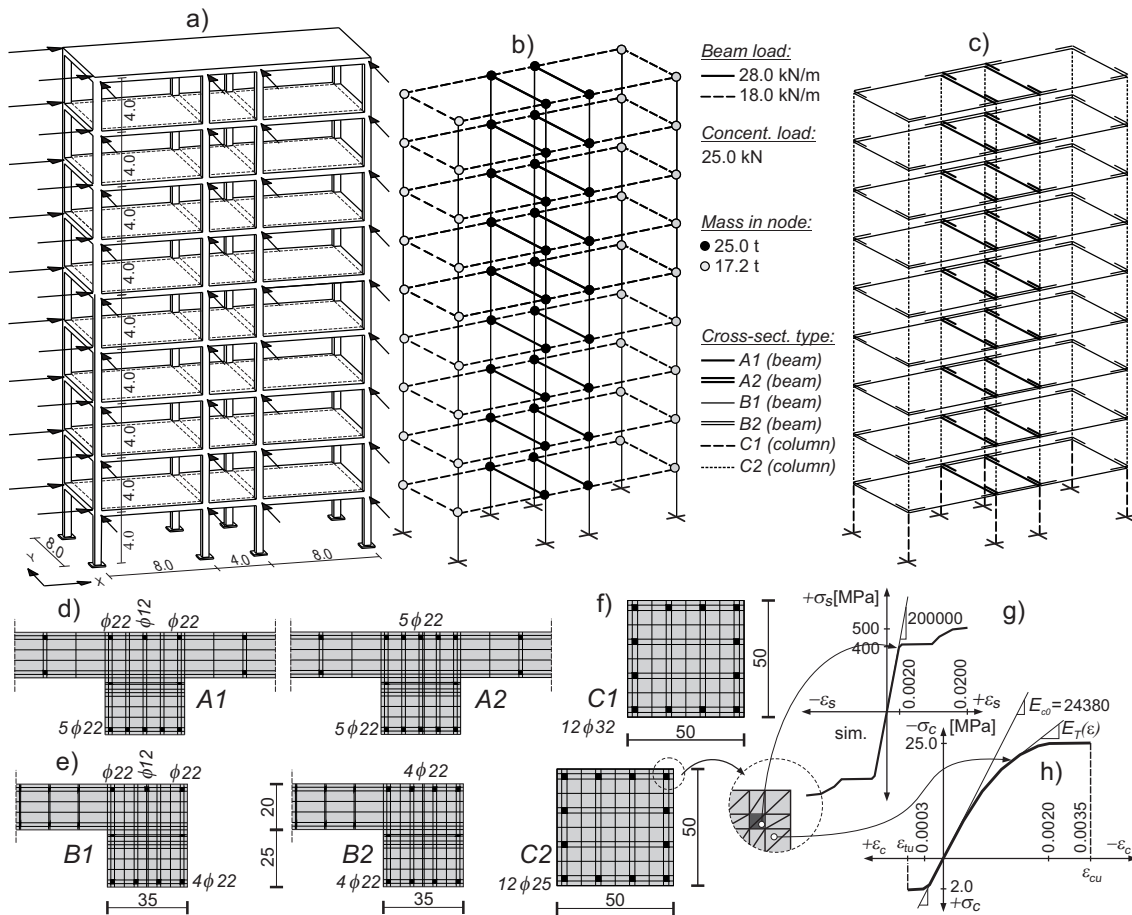 a)
4.0
4.0
4.0
4.0
4.0
4.0
4.0
4.0
4.0
8.0
Y
X
8.0
4.0
8.0
b)
Beam load:
28.0 kN/m
18.0 kN/m
Concent. load:
25.0 kN
Mass in node:
25.0 t
17.2 t
Cross-sect. type:
A1 (beam)
A2 (beam)
B1 (beam)
B2 (beam)
C1 (column)
C2 (column)
c)
d)
ϕ22
ϕ12
ϕ22
5ϕ22
A1
5ϕ22
A2
5ϕ22
e)
ϕ22
ϕ12
ϕ22
B1
4ϕ22
35
4ϕ22
20
25
B2
4ϕ22
35
f)
C1
50
12ϕ32
50
C2
50
12ϕ25
50
g)
+σs [MPa]
200000
500
400
0.0020
0.0200
−εs
+εs
sim.
h)
−σc [MPa]
Ec0 = 24380
ET(ε)
25.0
+εc
εtu
0.0003
0.0020
0.0035
−εc
εcu
2.0
+σc